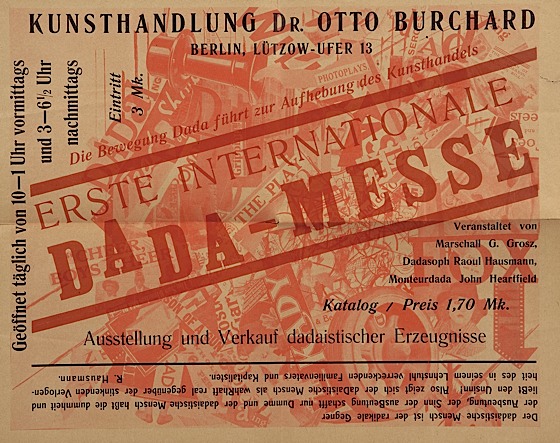 KUNSTHANDLUNG DR. OTTO BURCHARD
BERLIN, LÜTZOW-UFER 13
Geöffnet täglich von 10–1 Uhr vormittags
und 3–6½ Uhr
nachmittags
Eintritt
3 Mk.
PHOTOPLAYS
Die Bewegung Dada führt zur Aufhebung des Kunsthandels
ERSTE INTERNATIONALE
DADA-MESSE
Veranstaltet von
Marschall G. Grosz,
Dadasoph Raoul Hausmann,
Monteurdada John Heartfield
Katalog / Preis 1,70 Mk.
Ausstellung und Verkauf dadaistischer Erzeugnisse
Der dadaistische Mensch ist der radikale Gegner
der Ausbeutung, der Sinn der Ausbeutung schafft nur Dumme und der dadaistische Mensch haßt die Dummheit und
ließt den Unsinn! Also zeigt sich der DaDaistische Mensch als wahrhaft real gegenüber der stinkenden Verlogen-
heit des in seinem Lehnstuhl verreckenden Familienvaters und Kapitalisten. R. Hausmann.